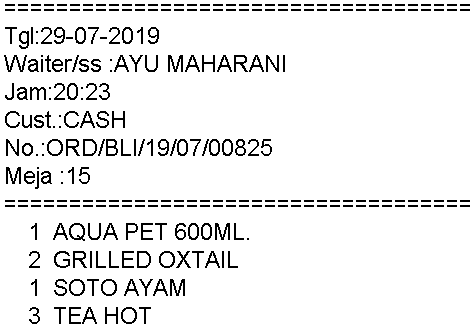 ====================================
Tgl:29-07-2019
Waiter/ss :AYU MAHARANI
Jam:20:23
Cust.:CASH
No.:ORD/BLI/19/07/00825
Meja :15
====================================
1 AQUA PET 600ML.
2 GRILLED OXTAIL
1 SOTO AYAM
3 TEA HOT